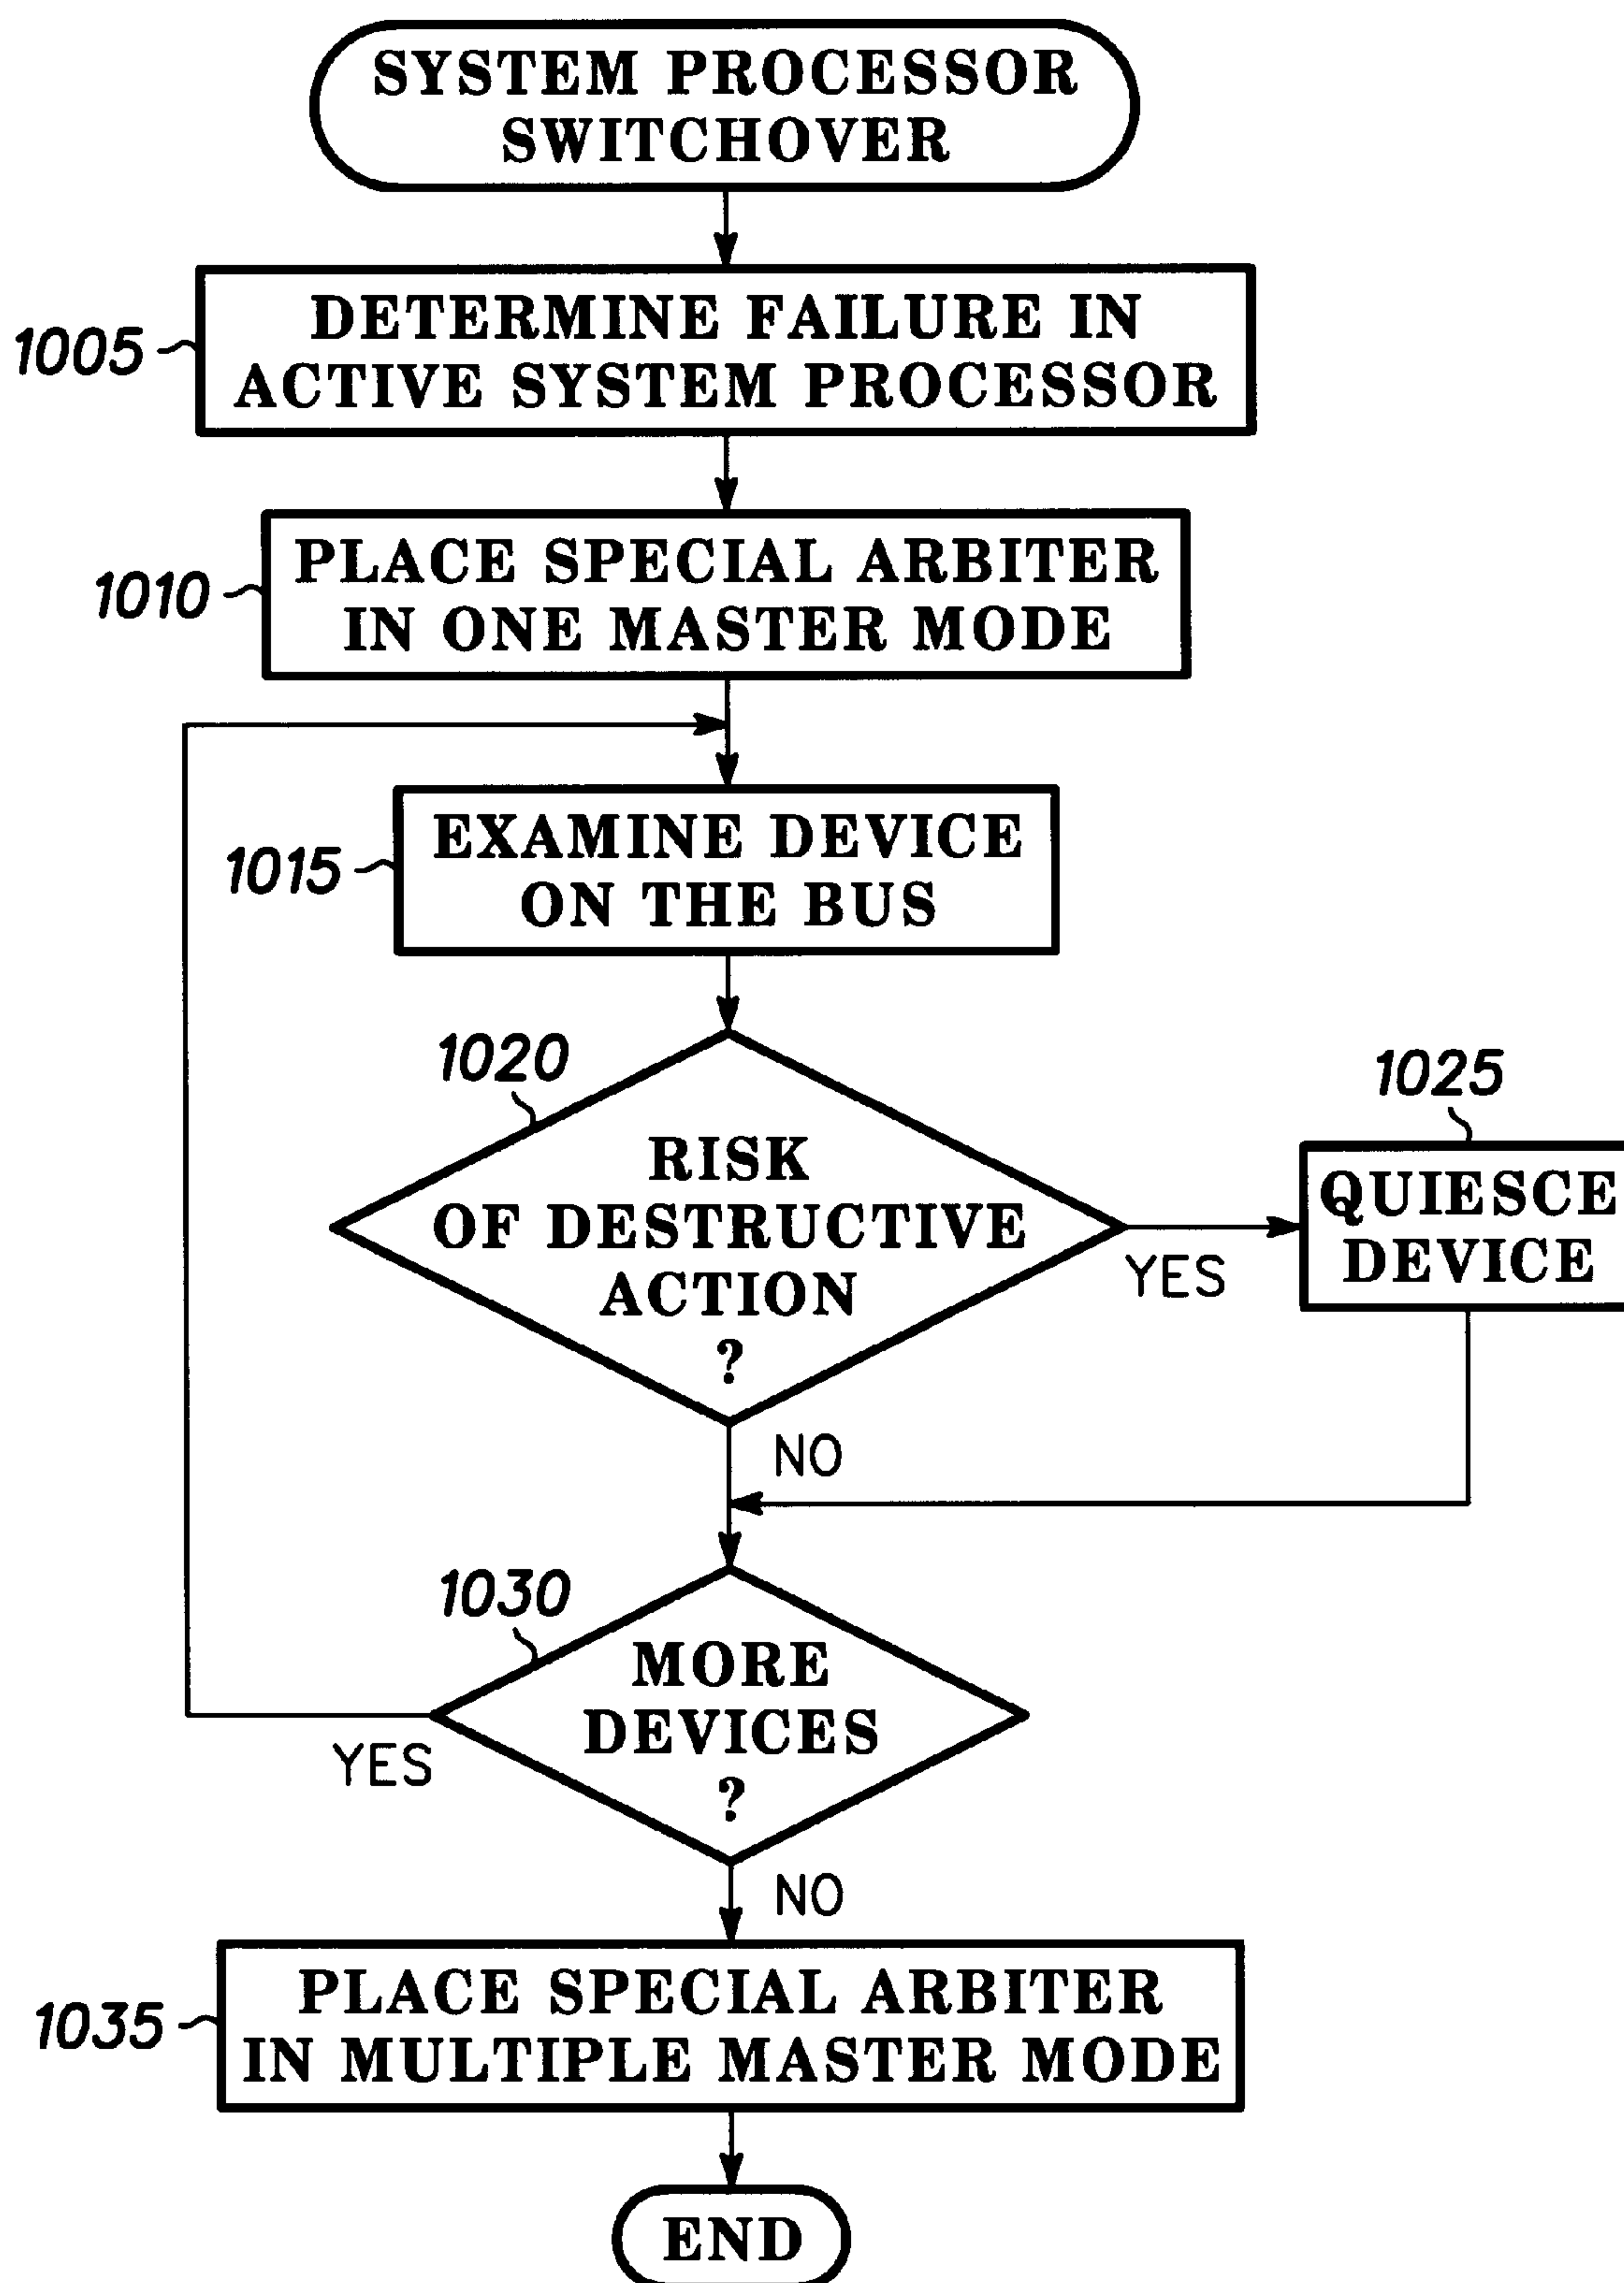 SYSTEM PROCESSOR
SWITCHOVER
1005
DETERMINE FAILURE IN
ACTIVE SYSTEM PROCESSOR
1010
PLACE SPECIAL ARBITER
IN ONE MASTER MODE
1015
EXAMINE DEVICE
ON THE BUS
1020
RISK
OF DESTRUCTIVE
ACTION
?
YES
1025
QUIESCE
DEVICE
NO
1030
MORE
DEVICES
?
YES
NO
1035
PLACE SPECIAL ARBITER
IN MULTIPLE MASTER MODE
END